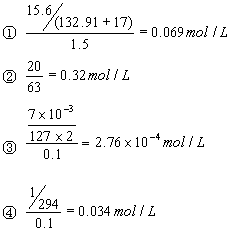 ① 15.6/(132.91 + 17) / 1.5 = 0.069 mol / L
② 20 / 63 = 0.32 mol / L
③ 7 × 10⁻³ / 127 × 2 / 0.1 = 2.76 × 10⁻⁴ mol / L
④ 1/294 / 0.1 = 0.034 mol / L